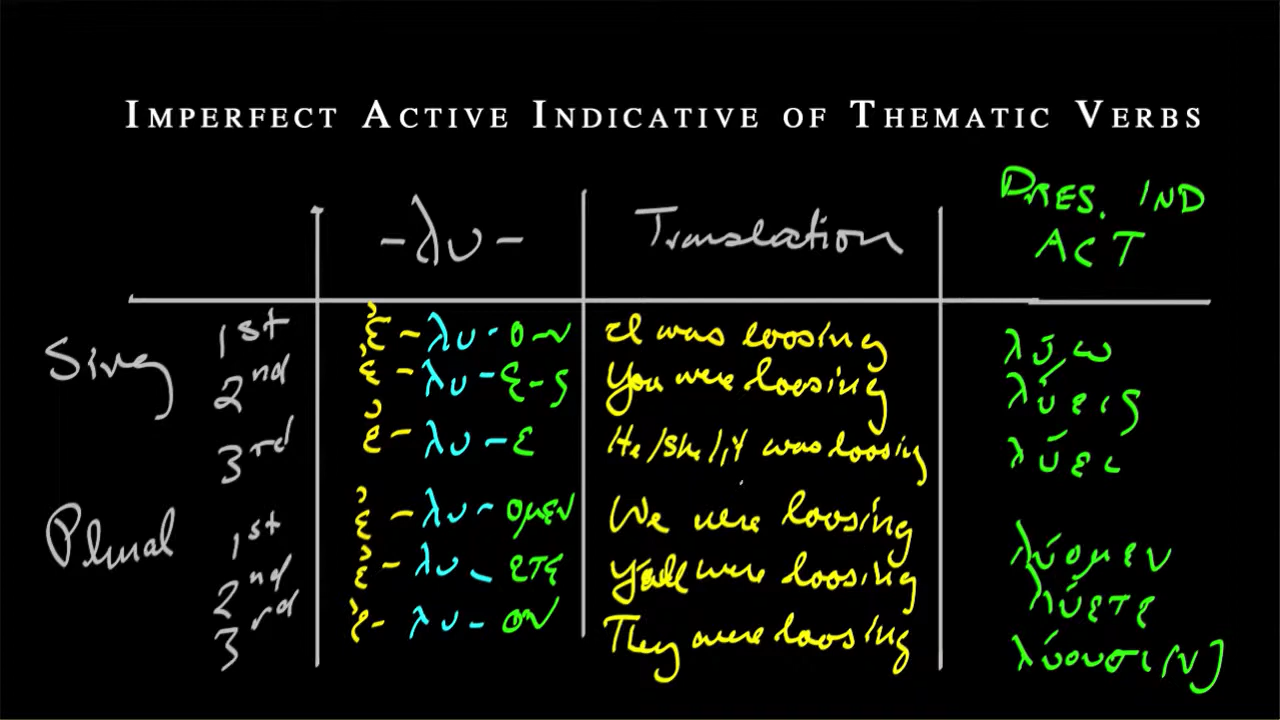 IMPERFECT ACTIVE INDICATIVE OF THEMATIC VERBS
-λυ- Translation PRES. IND ACT
Sing 1st ἐ-λυ-ο-ν I was loosing λύω
2nd ἐ-λυ-ε-ς You were loosing λύεις
3rd ἐ-λυ-ε He/she/it was loosing λύει
Plural 1st ἐ-λυ-ομεν We were loosing λύομεν
2nd ἐ-λυ-ετε Y'all were loosing λύετε
3rd ἐ-λυ-ον They were loosing λύουσι(ν)